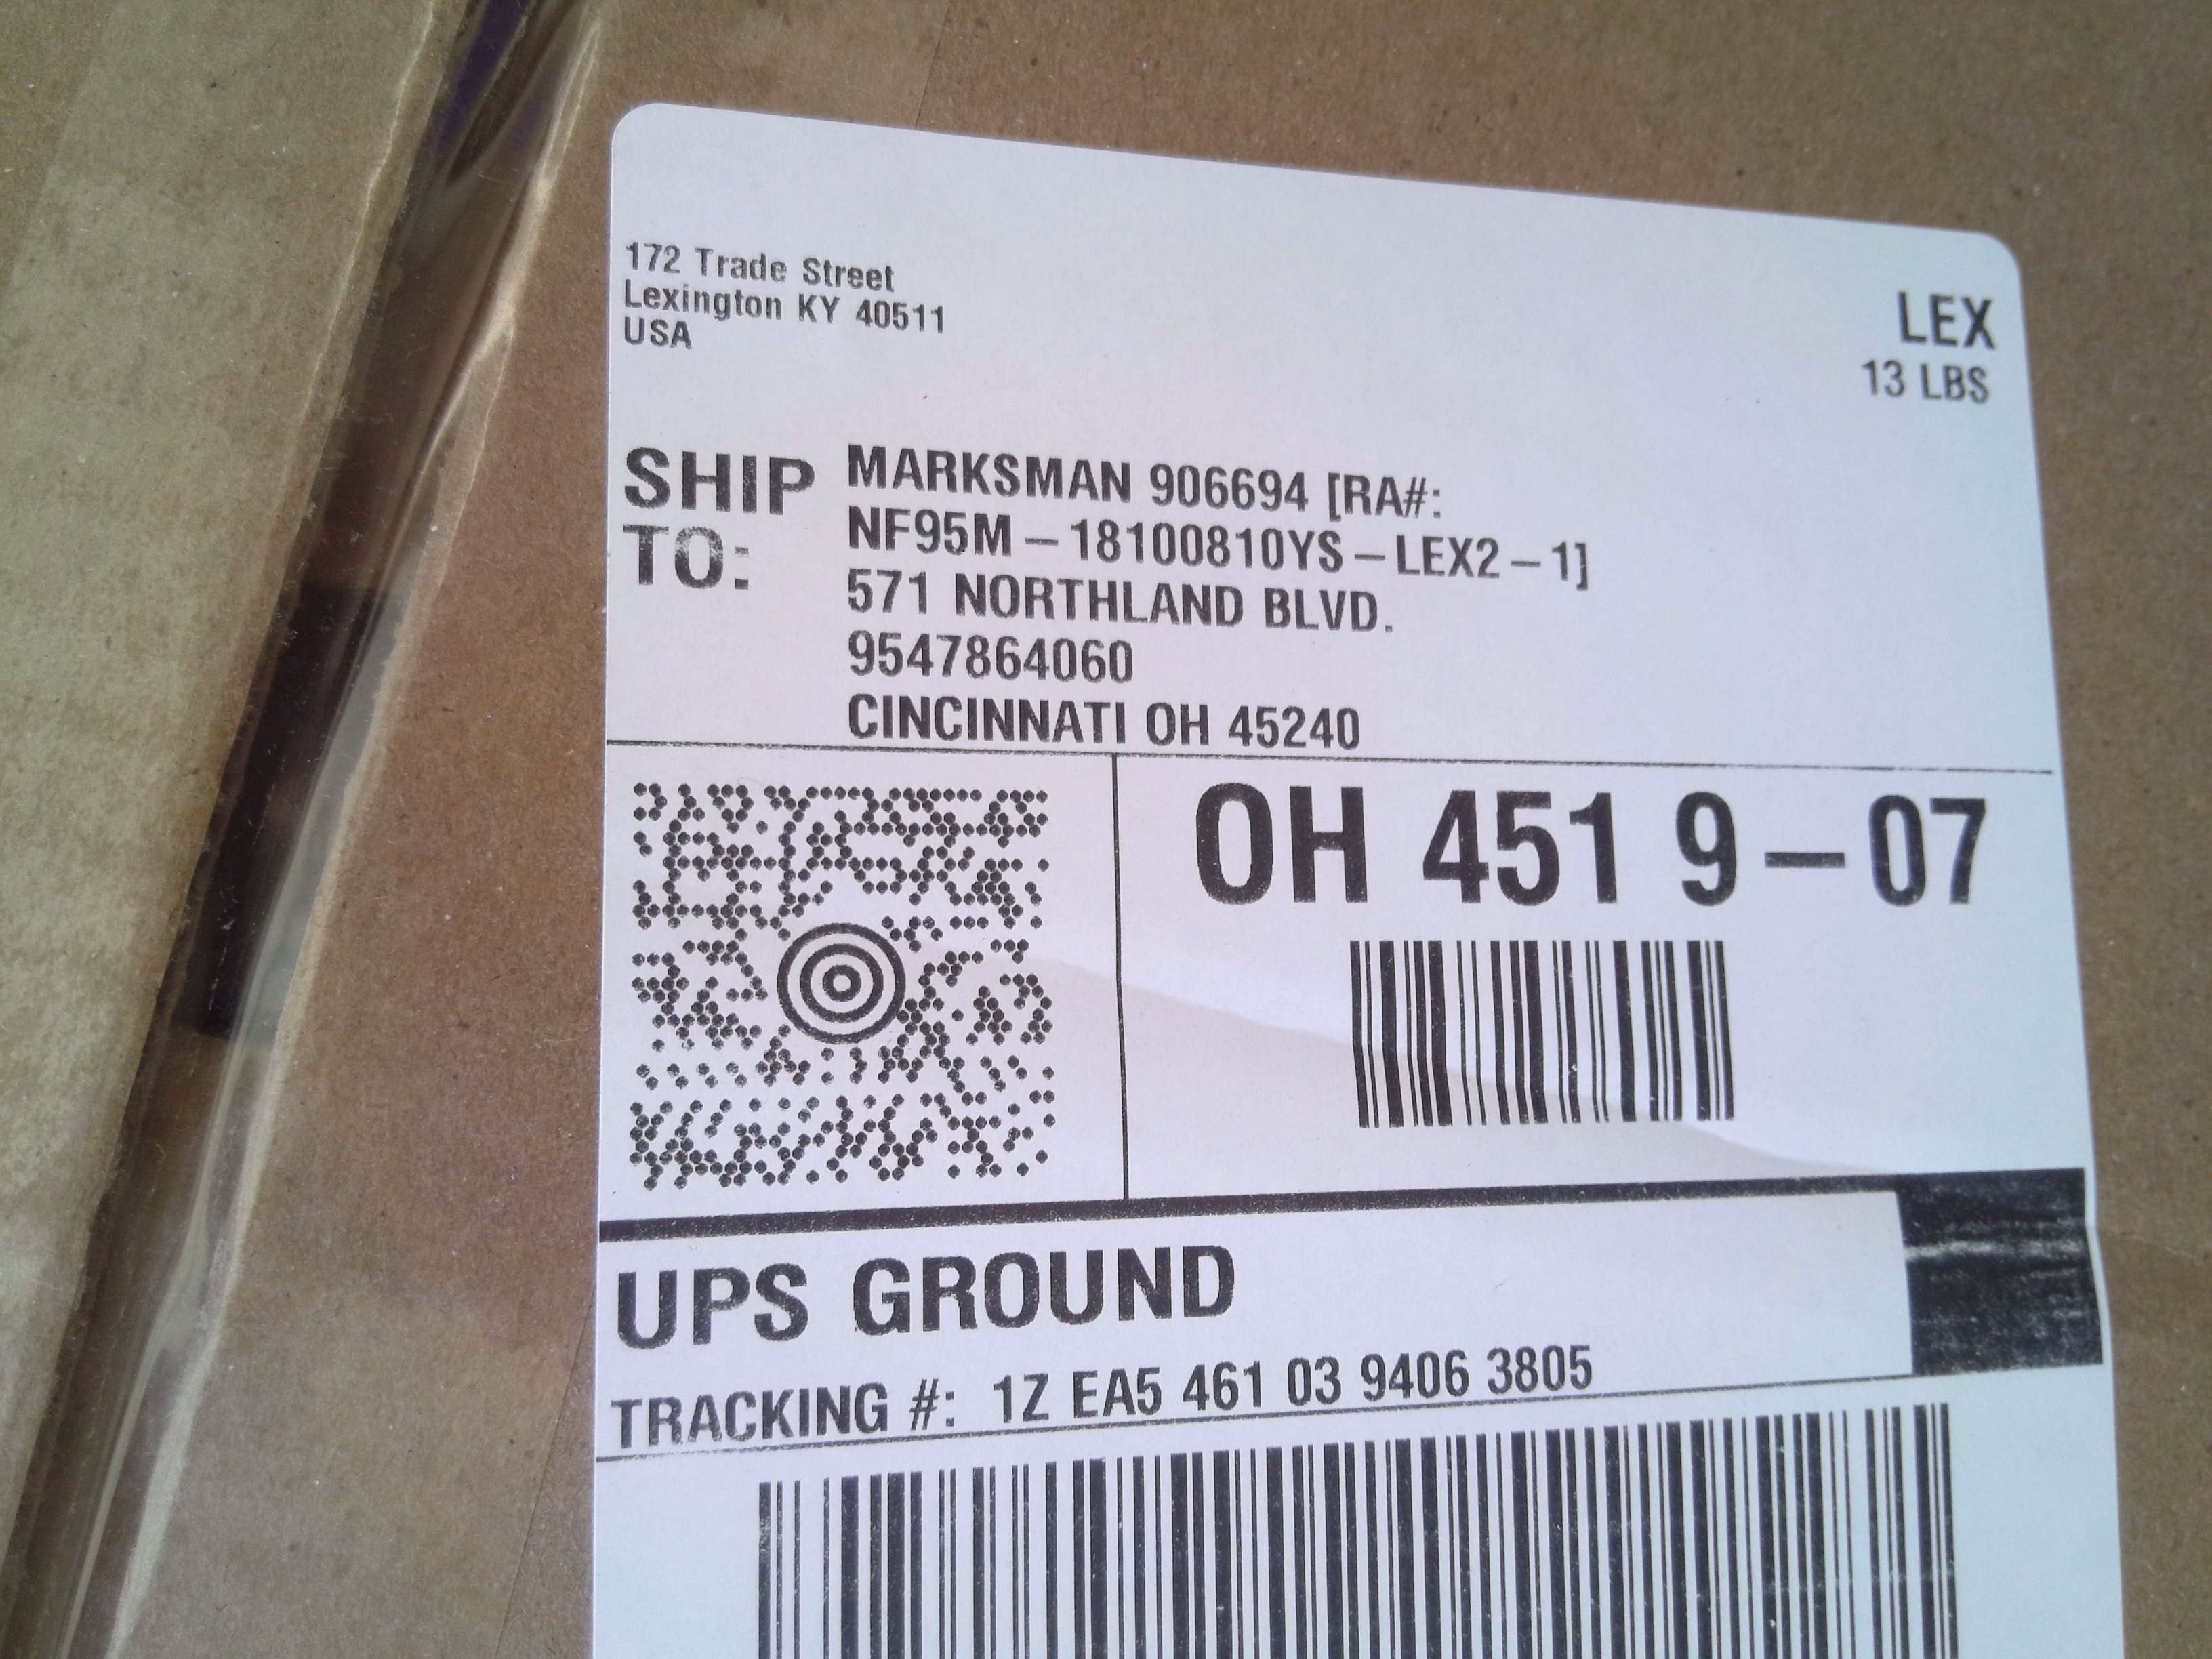 172 Trade Street
Lexington KY 40511
USA
LEX
13 LBS
SHIP TO:
MARKSMAN 906694 [RA#:
NF95M-18100810YS-LEX2-1]
571 NORTHLAND BLVD.
9547864060
CINCINNATI OH 45240
OH 451 9-07
UPS GROUND
TRACKING #: 1Z EA5 461 03 9406 3805